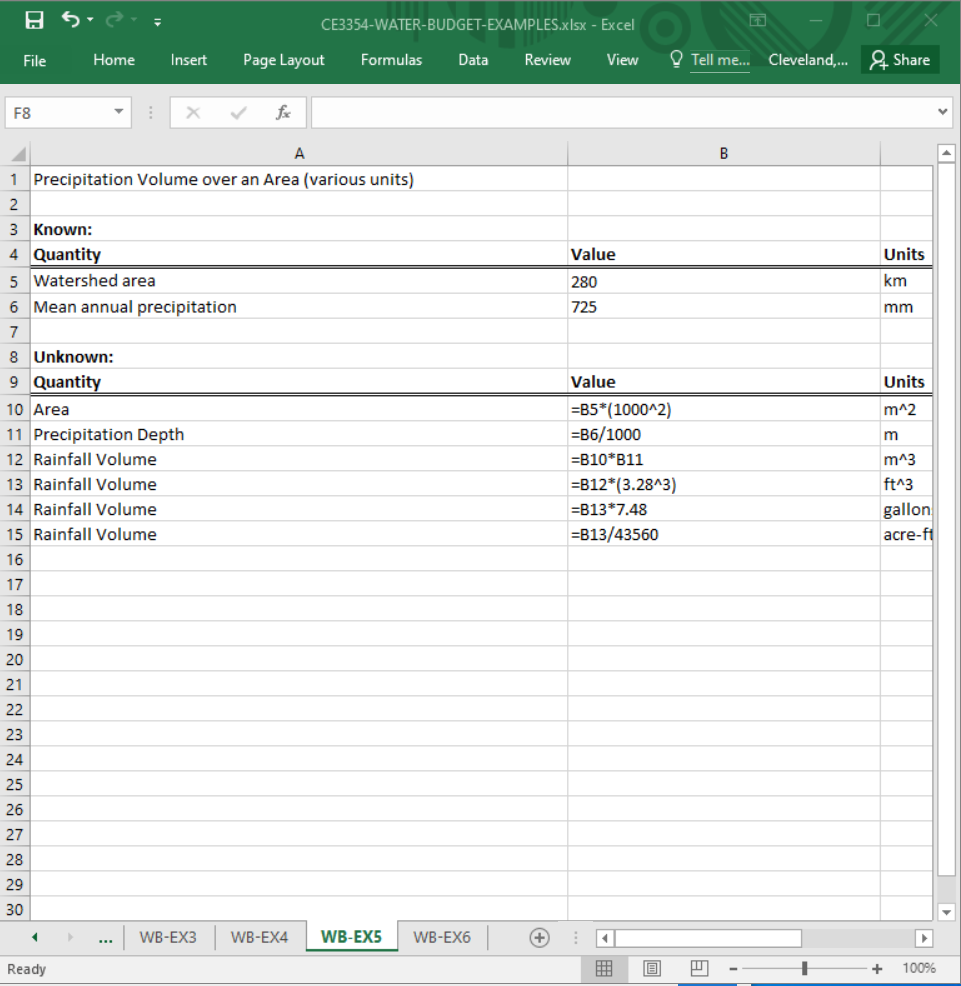 CE3354-WATER-BUDGET-EXAMPLES.xlsx - Excel
File Home Insert Page Layout Formulas Data Review View Tell me... Cleveland,... Share
F8 fx
A B
1 Precipitation Volume over an Area (various units)
2
3 Known:
4 Quantity Value Units
5 Watershed area 280 km
6 Mean annual precipitation 725 mm
7
8 Unknown:
9 Quantity Value Units
10 Area =B5*(1000^2) m^2
11 Precipitation Depth =B6/1000 m
12 Rainfall Volume =B10*B11 m^3
13 Rainfall Volume =B12*(3.28^3) ft^3
14 Rainfall Volume =B13*7.48 gallon
15 Rainfall Volume =B13/43560 acre-ft
16
17
18
19
20
21
22
23
24
25
26
27
28
29
30
... WB-EX3 WB-EX4 WB-EX5 WB-EX6
Ready 100%